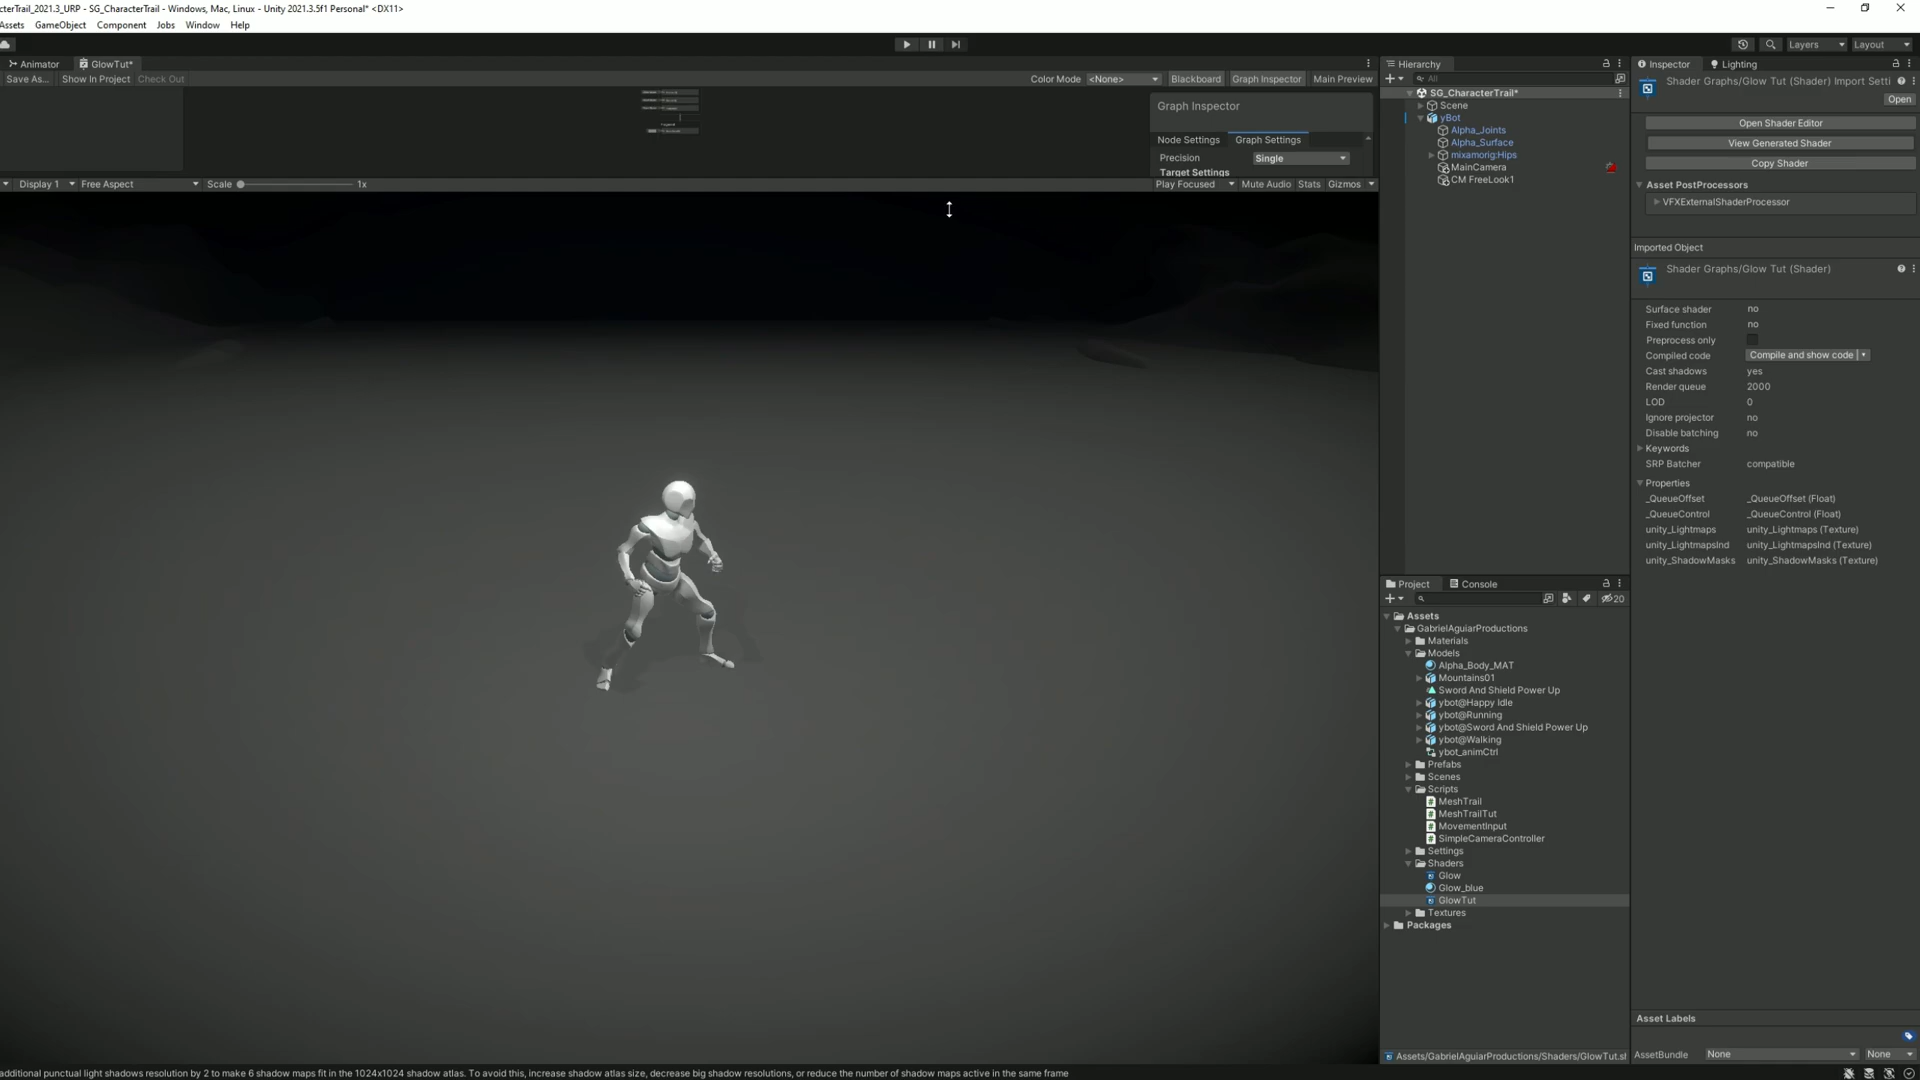 cterTrail_2021.3_URP - SG_CharacterTrail - Windows, Mac, Linux - Unity 2021.3.5f1 Personal* <DX11>
Assets GameObject Component Jobs Window Help
Layers Layout
Animator GlowTut*
Save As... Show In Project Check Out Color Mode <None> Blackboard Graph Inspector Main Preview
Graph Inspector
Node Settings Graph Settings
Precision Single
Target Settings
Display 1 Free Aspect Scale 1x Play Focused Mute Audio Stats Gizmos
Hierarchy
All
SG_CharacterTrail*
Scene
yBot
Alpha_Joints
Alpha_Surface
mixamorig:Hips
MainCamera
CM FreeLook1
Project Console
20
Assets
GabrielAguiarProductions
Materials
Models
Alpha_Body_MAT
Mountains01
Sword And Shield Power Up
ybot@Happy Idle
ybot@Running
ybot@Sword And Shield Power Up
ybot@Walking
ybot_animCtrl
Prefabs
Scenes
Scripts
MeshTrail
MeshTrailTut
MovementInput
SimpleCameraController
Settings
Shaders
Glow
Glow_blue
GlowTut
Textures
Packages
Assets/GabrielAguiarProductions/Shaders/GlowTut.sl
Inspector Lighting
Shader Graphs/Glow Tut (Shader) Import Setti
Open
Open Shader Editor
View Generated Shader
Copy Shader
Asset PostProcessors
VFXExternalShaderProcessor
Imported Object
Shader Graphs/Glow Tut (Shader)
Surface shader no
Fixed function no
Preprocess only
Compiled code Compile and show code
Cast shadows yes
Render queue 2000
LOD 0
Ignore projector no
Disable batching no
Keywords
SRP Batcher compatible
Properties
_QueueOffset _QueueOffset (Float)
_QueueControl _QueueControl (Float)
unity_Lightmaps unity_Lightmaps (Texture)
unity_LightmapsInd unity_LightmapsInd (Texture)
unity_ShadowMasks unity_ShadowMasks (Texture)
Asset Labels
AssetBundle None None
additional punctual light shadows resolution by 2 to make 6 shadow maps fit in the 1024x1024 shadow atlas. To avoid this, increase shadow atlas size, decrease big shadow resolutions, or reduce the number of shadow maps active in the same frame